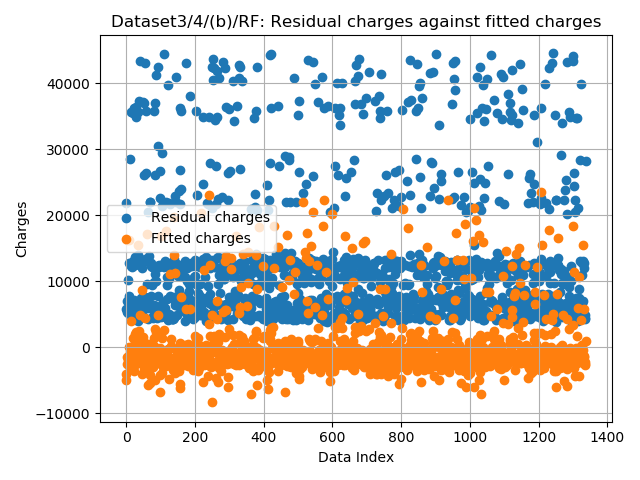 Dataset3/4/(b)/RF: Residual charges against fitted charges
Charges
40000
30000
20000
10000
0
−10000
Residual charges
Fitted charges
0 200 400 600 800 1000 1200 1400
Data Index